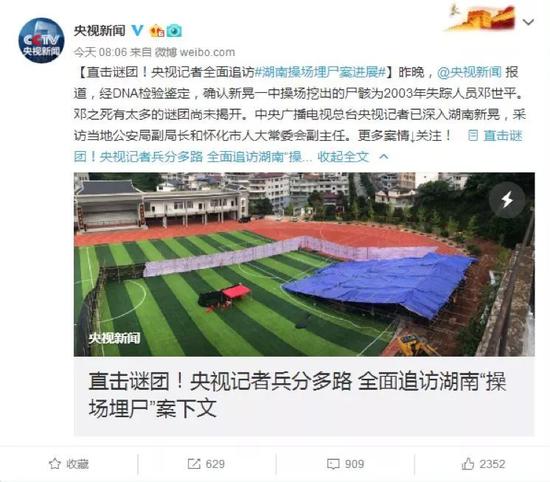 CCTV
央视新闻
央视新闻
今天 08:06 来自 微博 weibo.com
【直击谜团！央视记者全面追访#湖南操场埋尸案进展#】昨晚，@央视新闻 报
道，经DNA检验鉴定，确认新晃一中操场挖出的尸骸为2003年失踪人员邓世平。
邓之死有太多的谜团尚未揭开。中央广播电视总台央视记者已深入湖南新晃，采
访当地公安局副局长和怀化市人大常委会副主任。更多案情↓关注！ 直击谜
团！央视记者兵分多路 全面追访湖南“操... 收起全文
央视新闻
直击谜团！央视记者兵分多路 全面追访湖南“操
场埋尸”案下文
收藏
629
909
2352